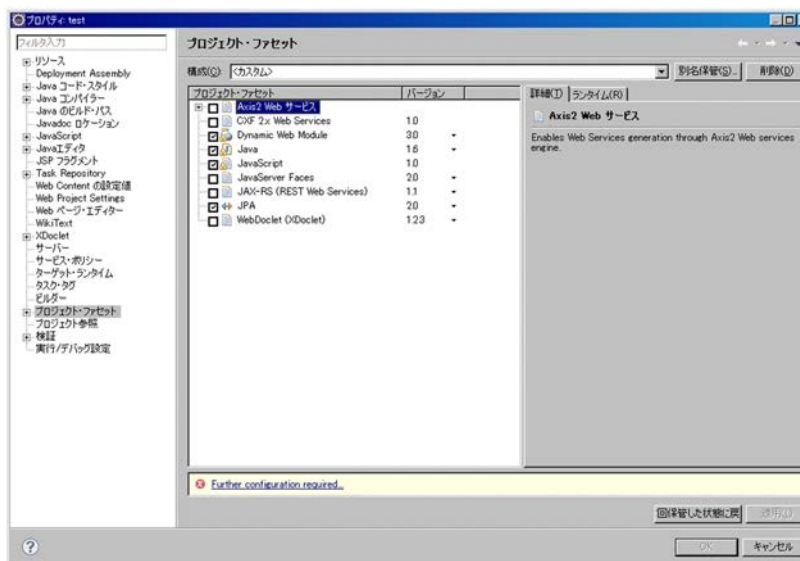 プロパティ: test
フィルタ入力
プロジェクト・ファセット
リソース
Deployment Assembly
Java コード・スタイル
Java コンパイラー
Java のビルド・パス
Javadoc ロケーション
JavaScript
Javaエディタ
JSP フラグメント
Task Repository
Web Content の設定値
Web Project Settings
Web ページ・エディター
WikiText
XDoclet
サーバー
サービス・ポリシー
ターゲット・ランタイム
タスク・タグ
ビルダー
プロジェクト・ファセット
プロジェクト参照
検証
実行/デバッグ設定
構成(C): <カスタム> 別名保管(S)... 削除(D)
プロジェクト・ファセット バージョン
Axis2 Web サービス
CXF 2.x Web Services 1.0
Dynamic Web Module 3.0
Java 1.6
JavaScript 1.0
JavaServer Faces 2.0
JAX-RS (REST Web Services) 1.1
JPA 2.0
WebDoclet (XDoclet) 1.2.3
詳細(T) ランタイム(R)
Axis2 Web サービス
Enables Web Services generation through Axis2 Web services
engine.
Further configuration required...
回保管した状態に戻 適用(A)
? OK キャンセル